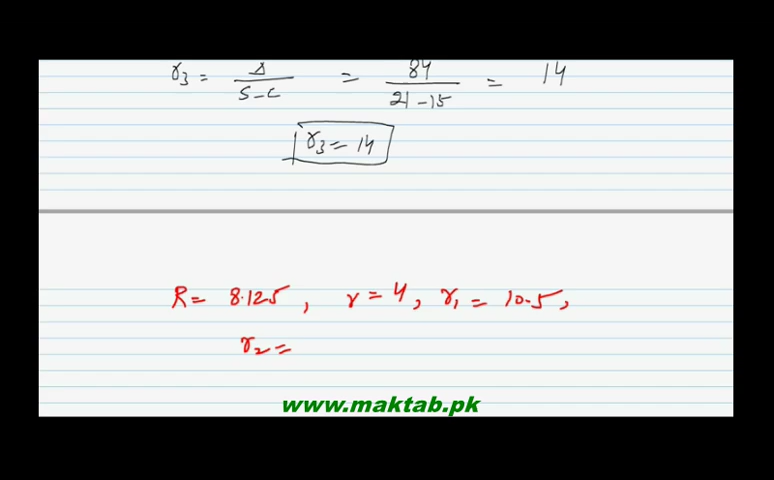 r₃ = Δ/(S-C) = 84/(21-15) = 14
r₃ = 14
R = 8.125, r = 4, r₁ = 10.5,
r₂ =
www.maktab.pk